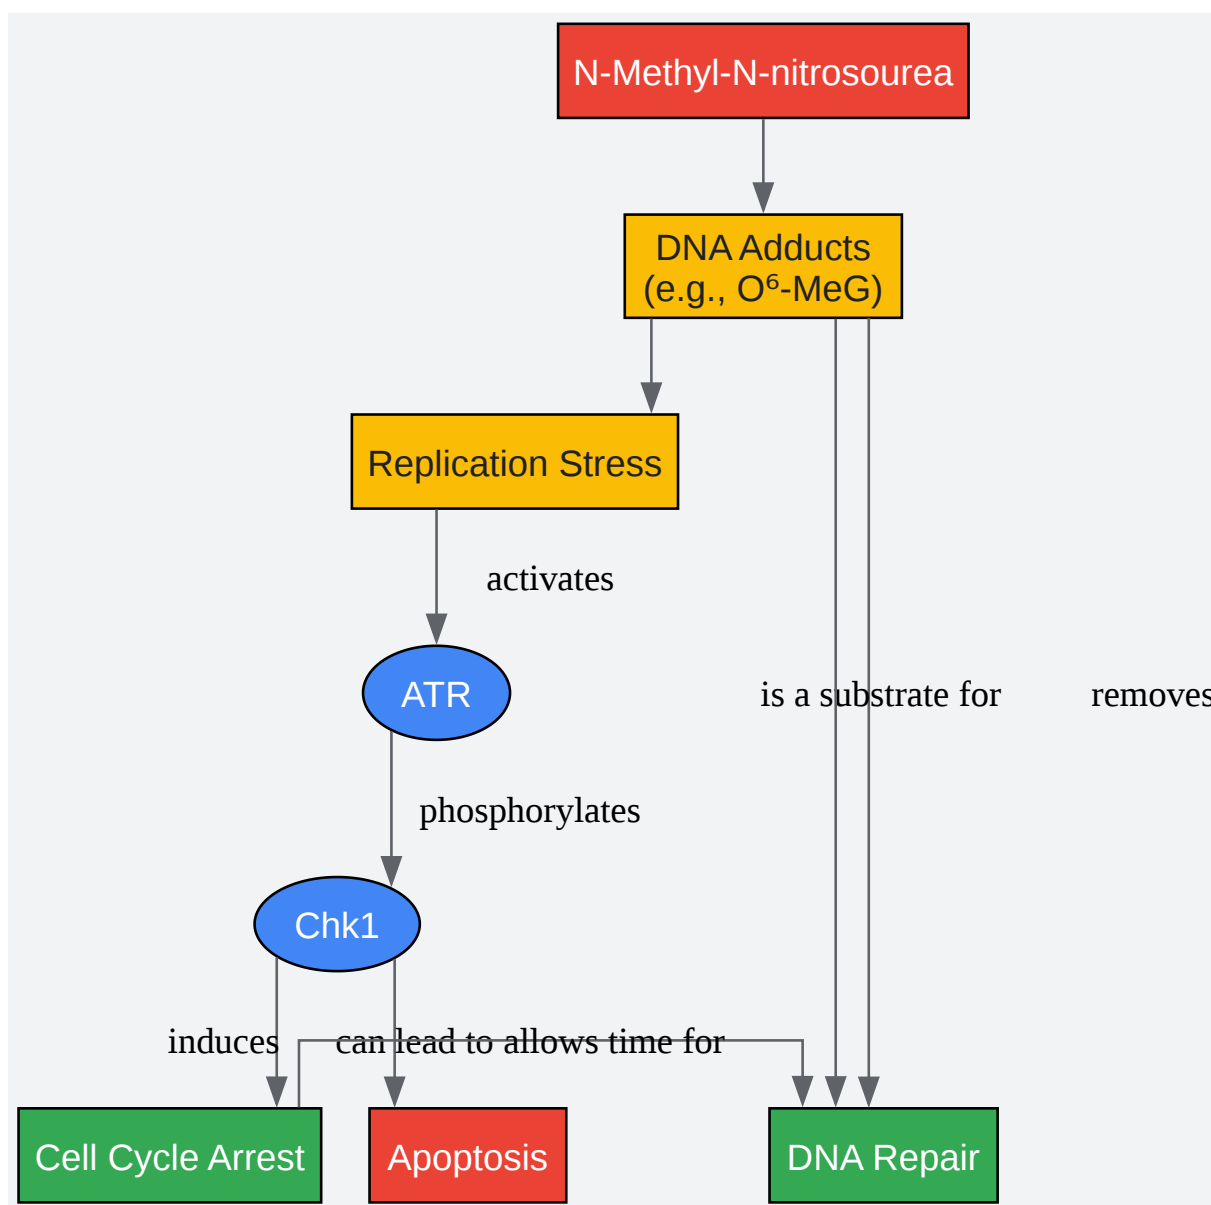 N-Methyl-N-nitrosourea
DNA Adducts
(e.g., O⁶-MeG)
Replication Stress
activates
ATR
is a substrate for
removes
phosphorylates
Chk1
induces
can lead to
allows time for
Cell Cycle Arrest
Apoptosis
DNA Repair